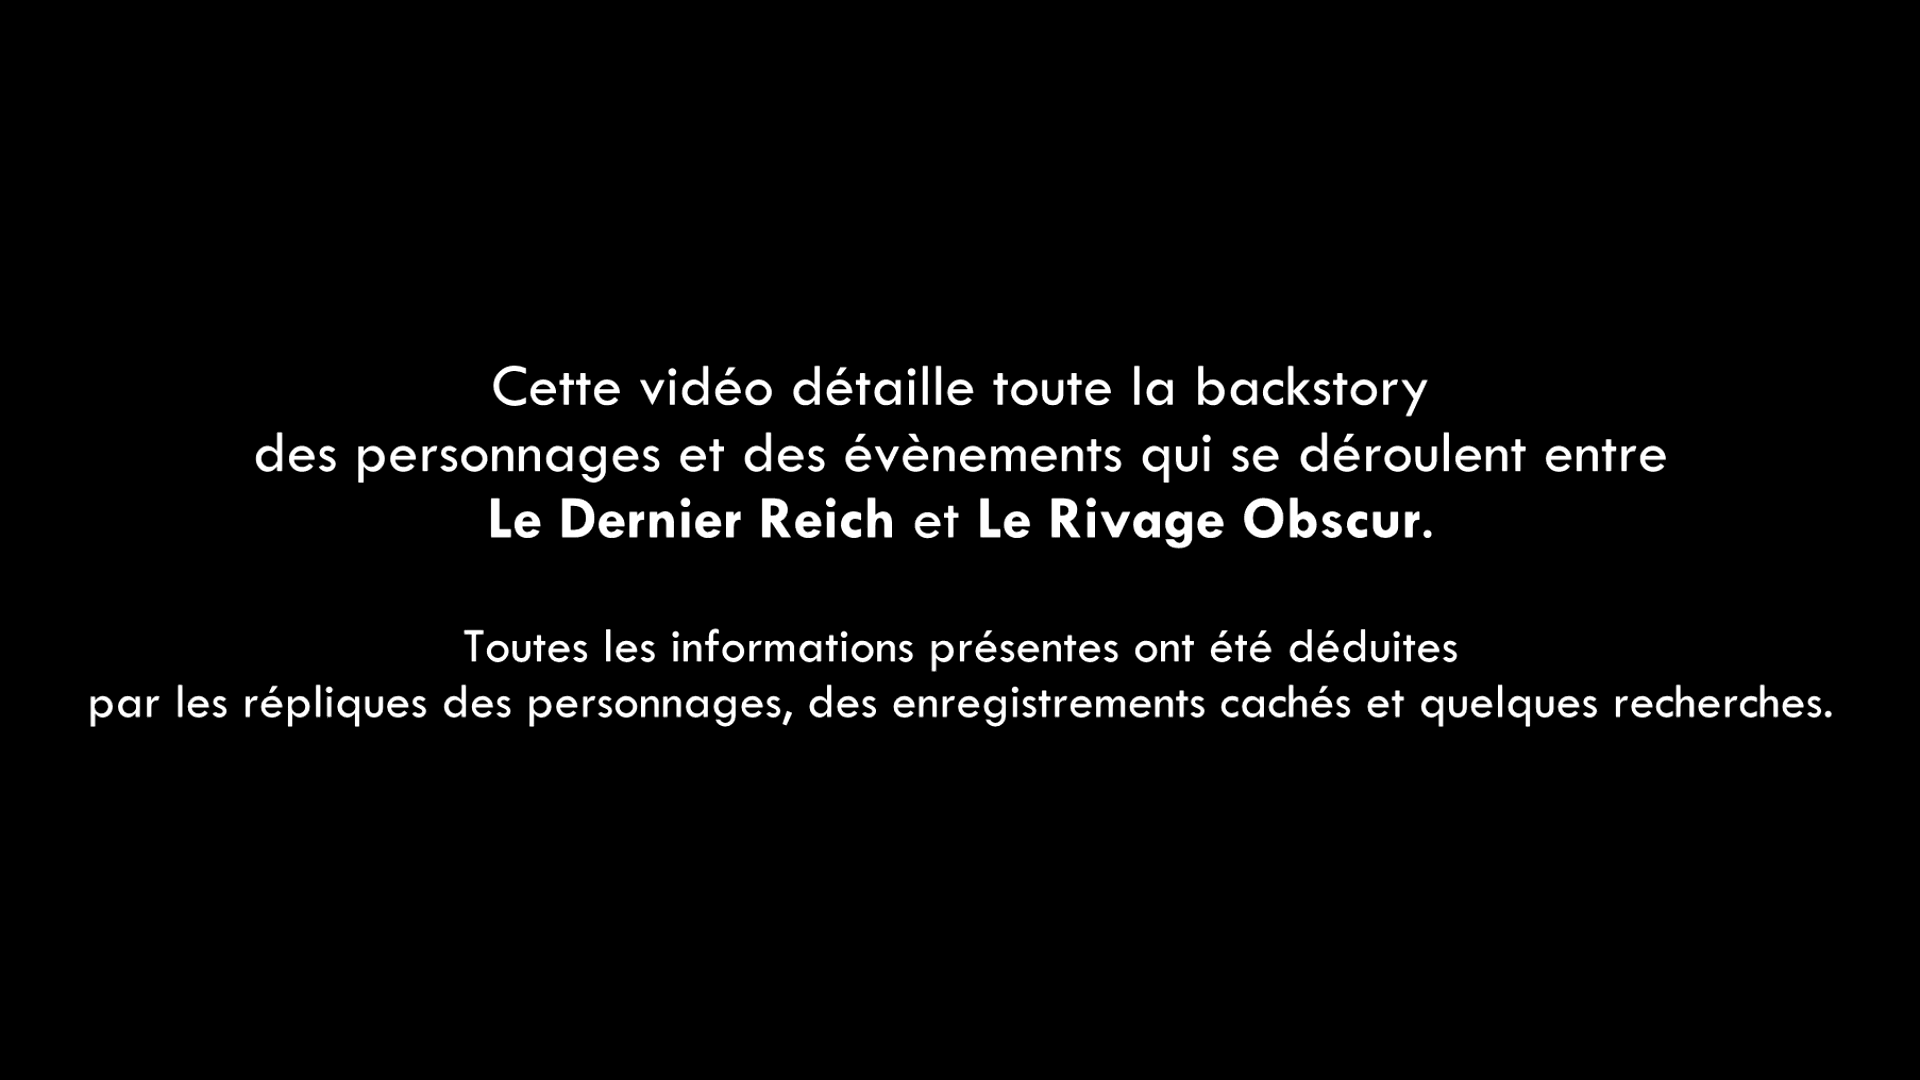 Cette vidéo détaille toute la backstory
des personnages et des évènements qui se déroulent entre
Le Dernier Reich et Le Rivage Obscur.
Toutes les informations présentes ont été déduites
par les répliques des personnages, des enregistrements cachés et quelques recherches.